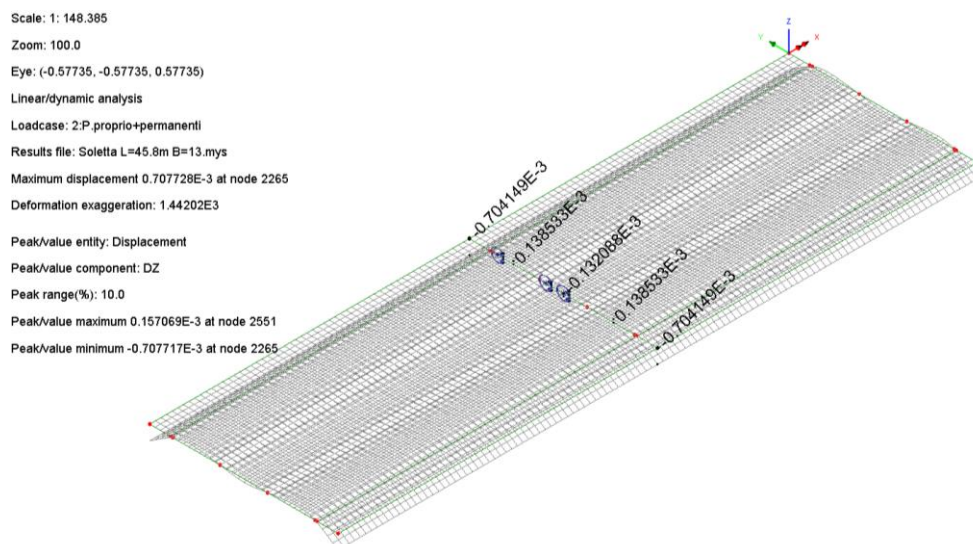 Scale: 1: 148.385
Zoom: 100.0
Eye: (-0.57735, -0.57735, 0.57735)
Linear/dynamic analysis
Loadcase: 2:P.proprio+permanenti
Results file: Soletta L=45.8m B=13.mys
Maximum displacement 0.707728E-3 at node 2265
Deformation exaggeration: 1.44202E3
Peak/value entity: Displacement
Peak/value component: DZ
Peak range(%): 10.0
Peak/value maximum 0.157069E-3 at node 2551
Peak/value minimum -0.707717E-3 at node 2265
Z
Y
X
-0.704149E-3
-0.138533E-3
-0.132088E-3
-0.138533E-3
-0.704149E-3